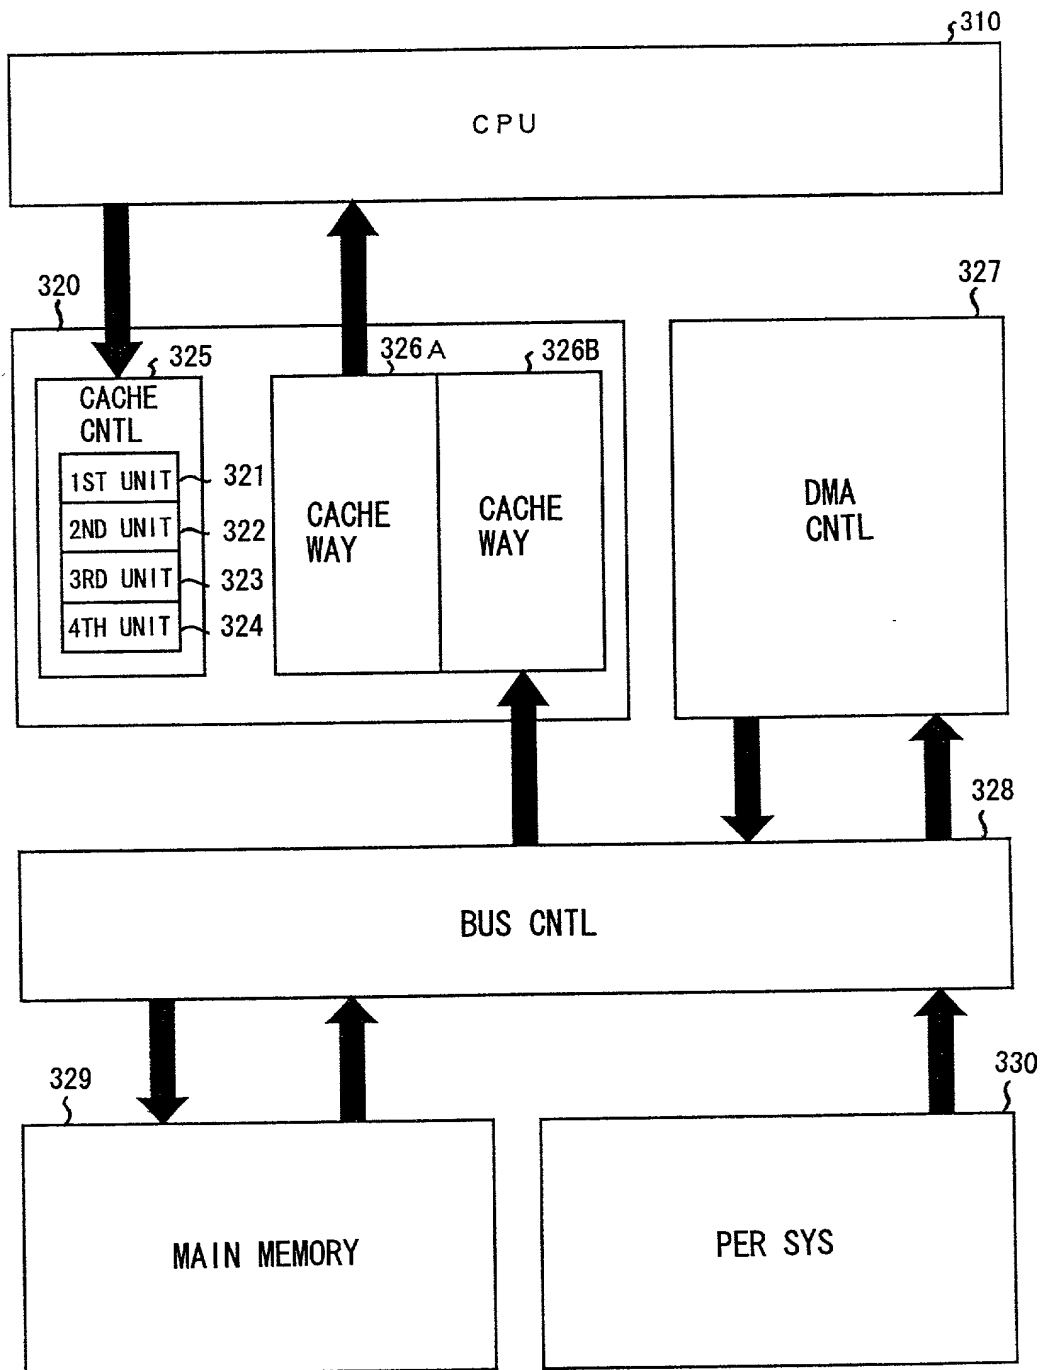 310
CPU
320
327
325
326A
326B
CACHE
CNTL
1ST UNIT
321
2ND UNIT
322
3RD UNIT
323
4TH UNIT
324
CACHE
WAY
CACHE
WAY
DMA
CNTL
328
BUS CNTL
329
330
MAIN MEMORY
PER SYS